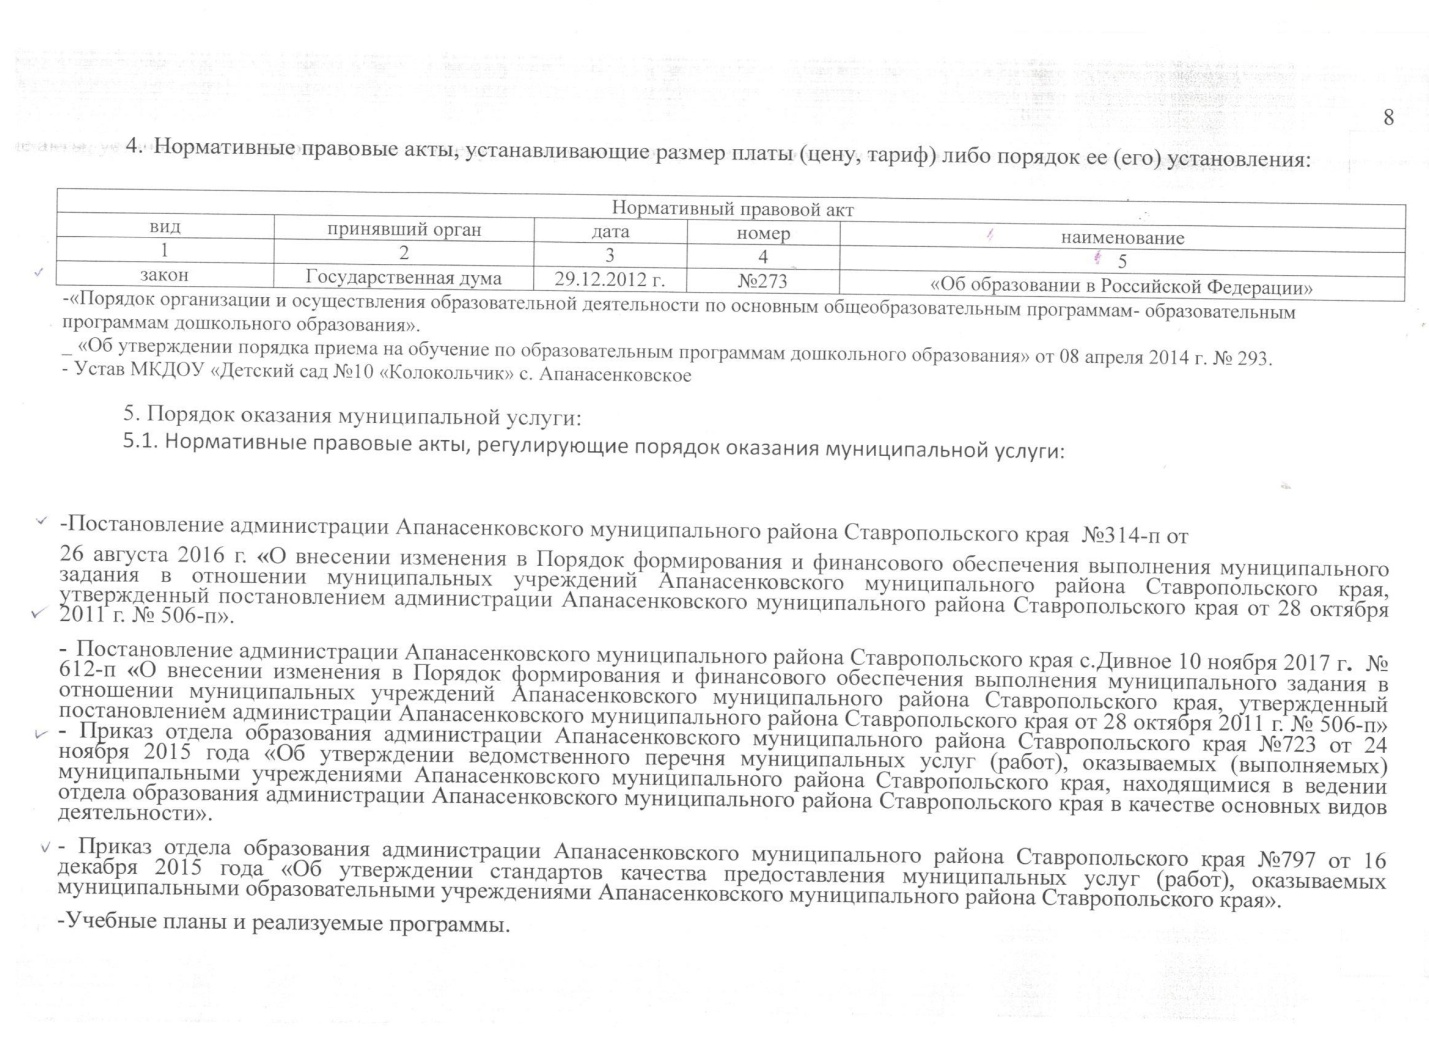 8
4. Нормативные правовые акты, устанавливающие размер платы (цену, тариф) либо порядок ее (его) установления:
Нормативный правовой акт
вид принявший орган дата номер наименование
1 2 3 4 5
закон Государственная дума 29.12.2012 г. №273 «Об образовании в Российской Федерации»
-«Порядок организации и осуществления образовательной деятельности по основным общеобразовательным программам- образовательным
программам дошкольного образования».
_ «Об утверждении порядка приема на обучение по образовательным программам дошкольного образования» от 08 апреля 2014 г. № 293.
- Устав МКДОУ «Детский сад №10 «Колокольчик» с. Апанасенковское
5. Порядок оказания муниципальной услуги:
5.1. Нормативные правовые акты, регулирующие порядок оказания муниципальной услуги:
-Постановление администрации Апанасенковского муниципального района Ставропольского края №314-п от
26 августа 2016 г. «О внесении изменения в Порядок формирования и финансового обеспечения выполнения муниципального
задания в отношении муниципальных учреждений Апанасенковского муниципального района Ставропольского края,
утвержденный постановлением администрации Апанасенковского муниципального района Ставропольского края от 28 октября
2011 г. № 506-п».
- Постановление администрации Апанасенковского муниципального района Ставропольского края с.Дивное 10 ноября 2017 г. №
612-п «О внесении изменения в Порядок формирования и финансового обеспечения выполнения муниципального задания в
отношении муниципальных учреждений Апанасенковского муниципального района Ставропольского края, утвержденный
постановлением администрации Апанасенковского муниципального района Ставропольского края от 28 октября 2011 г. № 506-п»
- Приказ отдела образования администрации Апанасенковского муниципального района Ставропольского края №723 от 24
ноября 2015 года «Об утверждении ведомственного перечня муниципальных услуг (работ), оказываемых (выполняемых)
муниципальными учреждениями Апанасенковского муниципального района Ставропольского края, находящимися в ведении
отдела образования администрации Апанасенковского муниципального района Ставропольского края в качестве основных видов
деятельности».
- Приказ отдела образования администрации Апанасенковского муниципального района Ставропольского края №797 от 16
декабря 2015 года «Об утверждении стандартов качества предоставления муниципальных услуг (работ), оказываемых
муниципальными образовательными учреждениями Апанасенковского муниципального района Ставропольского края».
-Учебные планы и реализуемые программы.